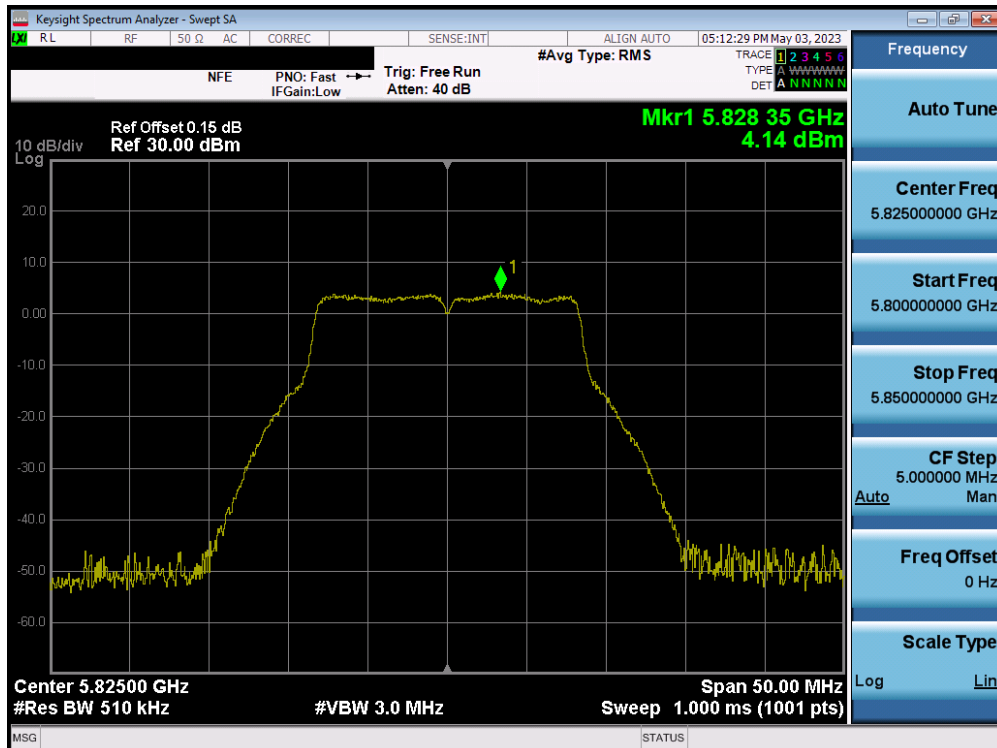 Keysight Spectrum Analyzer - Swept SA
LXI RL RF 50 Ω AC CORREC SENSE:INT ALIGN AUTO 05:12:29 PM May 03, 2023
NFE PNO: Fast Trig: Free Run #Avg Type: RMS TRACE 1 2 3 4 5 6
IFGain:Low Atten: 40 dB TYPE A WWWWW
DET A N N N N N
Mkr1 5.828 35 GHz
4.14 dBm
Ref Offset 0.15 dB
10 dB/div Ref 30.00 dBm
Log
1
20.0
10.0
0.00
-10.0
-20.0
-30.0
-40.0
-50.0
-60.0
Center 5.82500 GHz Span 50.00 MHz
#Res BW 510 kHz #VBW 3.0 MHz Sweep 1.000 ms (1001 pts)
MSG STATUS
Frequency
Auto Tune
Center Freq
5.825000000 GHz
Start Freq
5.800000000 GHz
Stop Freq
5.850000000 GHz
CF Step
5.000000 MHz
Auto Man
Freq Offset
0 Hz
Scale Type
Log Lin